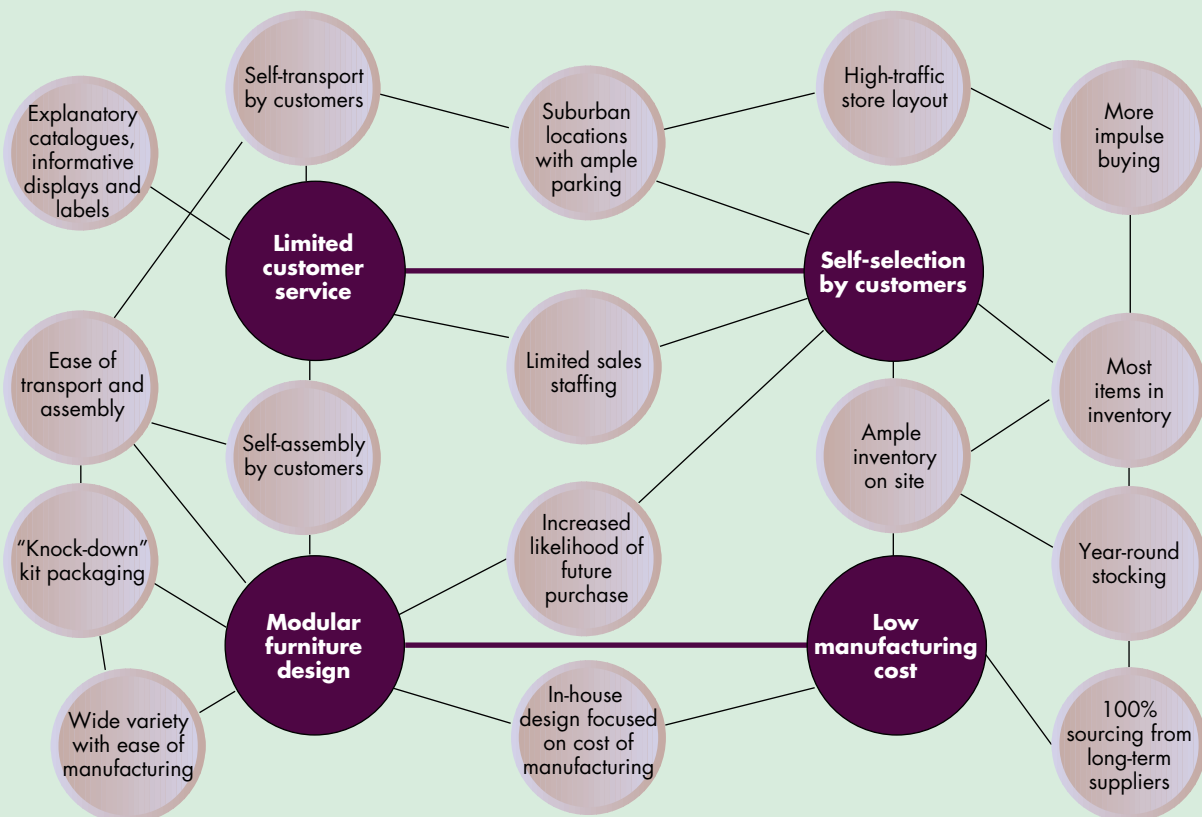 Self-transport
by customers
High-traffic
store layout
Explanatory
catalogues,
informative
displays and
labels
Suburban
locations
with ample
parking
More
impulse
buying
Limited
customer
service
Self-selection
by customers
Ease of
transport and
assembly
Limited sales
staffing
Most
items in
inventory
Self-assembly
by customers
Ample
inventory
on site
"Knock-down"
kit packaging
Increased
likelihood of
future
purchase
Year-round
stocking
Modular
furniture
design
Low
manufacturing
cost
Wide variety
with ease of
manufacturing
In-house
design focused
on cost of
manufacturing
100%
sourcing from
long-term
suppliers